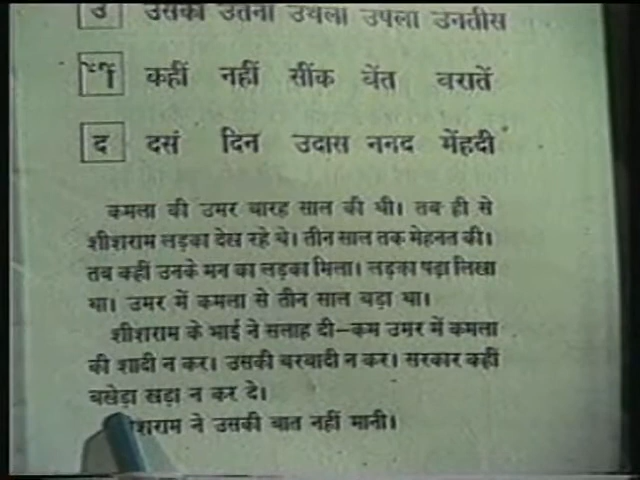 उ उसका उतना उथला उपला उनतीस
कहीं नहीं सींक बेंत बरातें
द दस दिन उदास ननद मेंहदी
कमला की उमर बारह साल की थी। तब ही से
शीशराम लड़का देख रहे थे। तीन साल तक मेहनत की।
तब कहीं उनके मन का लड़का मिला। लड़का पढ़ा लिखा
था। उमर में कमला से तीन साल बड़ा था।
शीशराम के भाई ने सलाह दी–कम उमर में कमला
की शादी न कर। उसकी बरबादी न कर। सरकार कहीं
बखेड़ा खड़ा न कर दे।
शराम ने उसकी बात नहीं मानी।